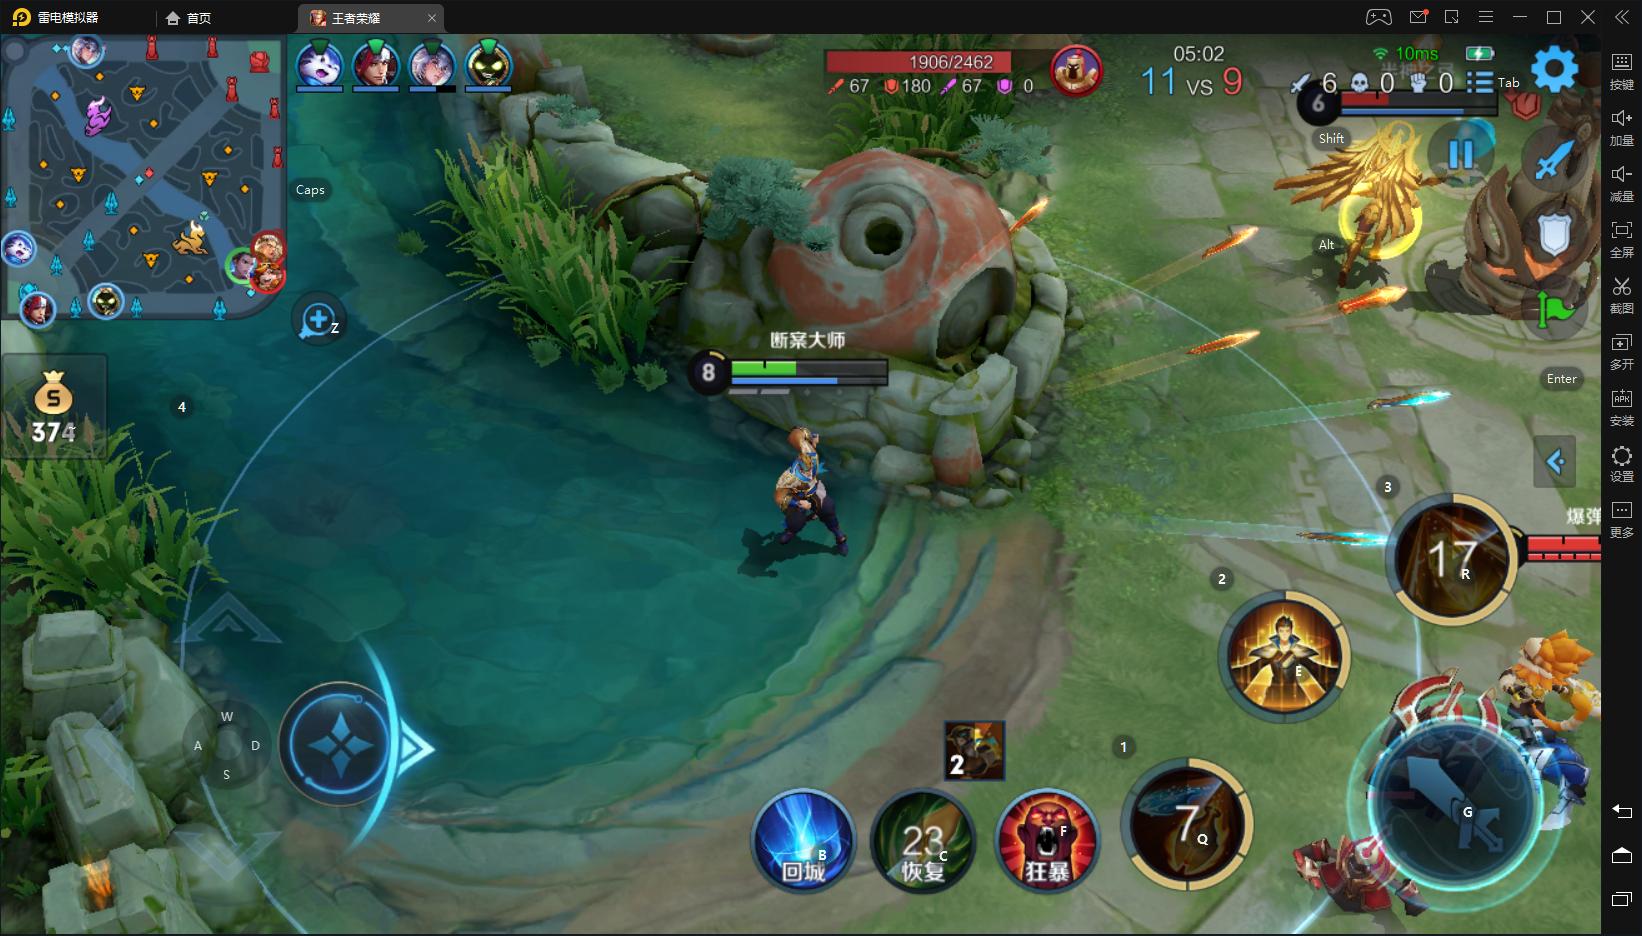 雷电模拟器
首页
王者荣耀
1906/2462
67
180
67
0
05:02
11 VS 9
10ms
6
0
0
Tab
6
Shift
Caps
Alt
Z
断案大师
8
4
Enter
3
17
R
爆弹
2
E
W
A
D
S
2
1
7
Q
G
B
回城
23
C
恢复
F
狂暴
按键
加量
减量
全屏
截图
多开
APK
安装
设置
更多